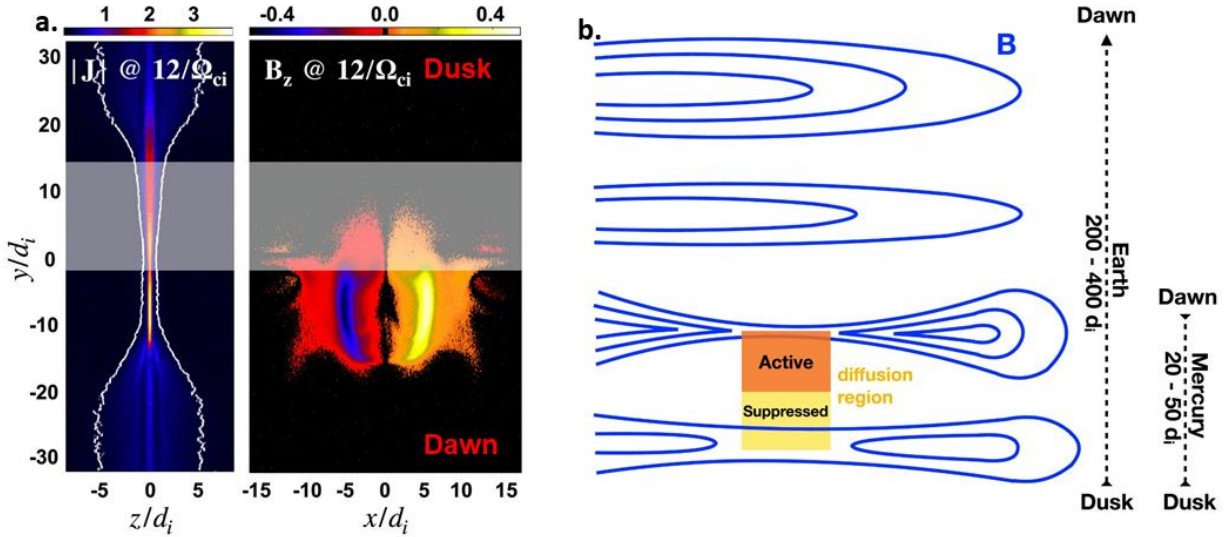 a.
1 2 3
-0.4 0.0 0.4
|J| @ 12/Ωci
Bz @ 12/Ωci
Dusk
Dawn
30
20
10
0
-10
-20
-30
y/di
-5 0 5
z/di
-15 -10 -5 0 5 10 15
x/di
b.
B
Active
Suppressed
diffusion
region
Dawn
Earth
200 - 400 di
Dusk
Dawn
Mercury
20 - 50 di
Dusk